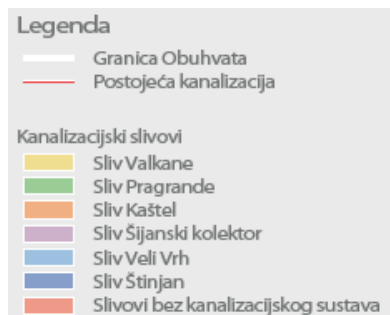 Legenda
Granica Obuhvata
Postojeća kanalizacija
Kanalizacijski slivovi
Sliv Valkane
Sliv Pragrande
Sliv Kaštel
Sliv Šijanski kolektor
Sliv Veli Vrh
Sliv Štinjan
Slivovi bez kanalizacijskog sustava